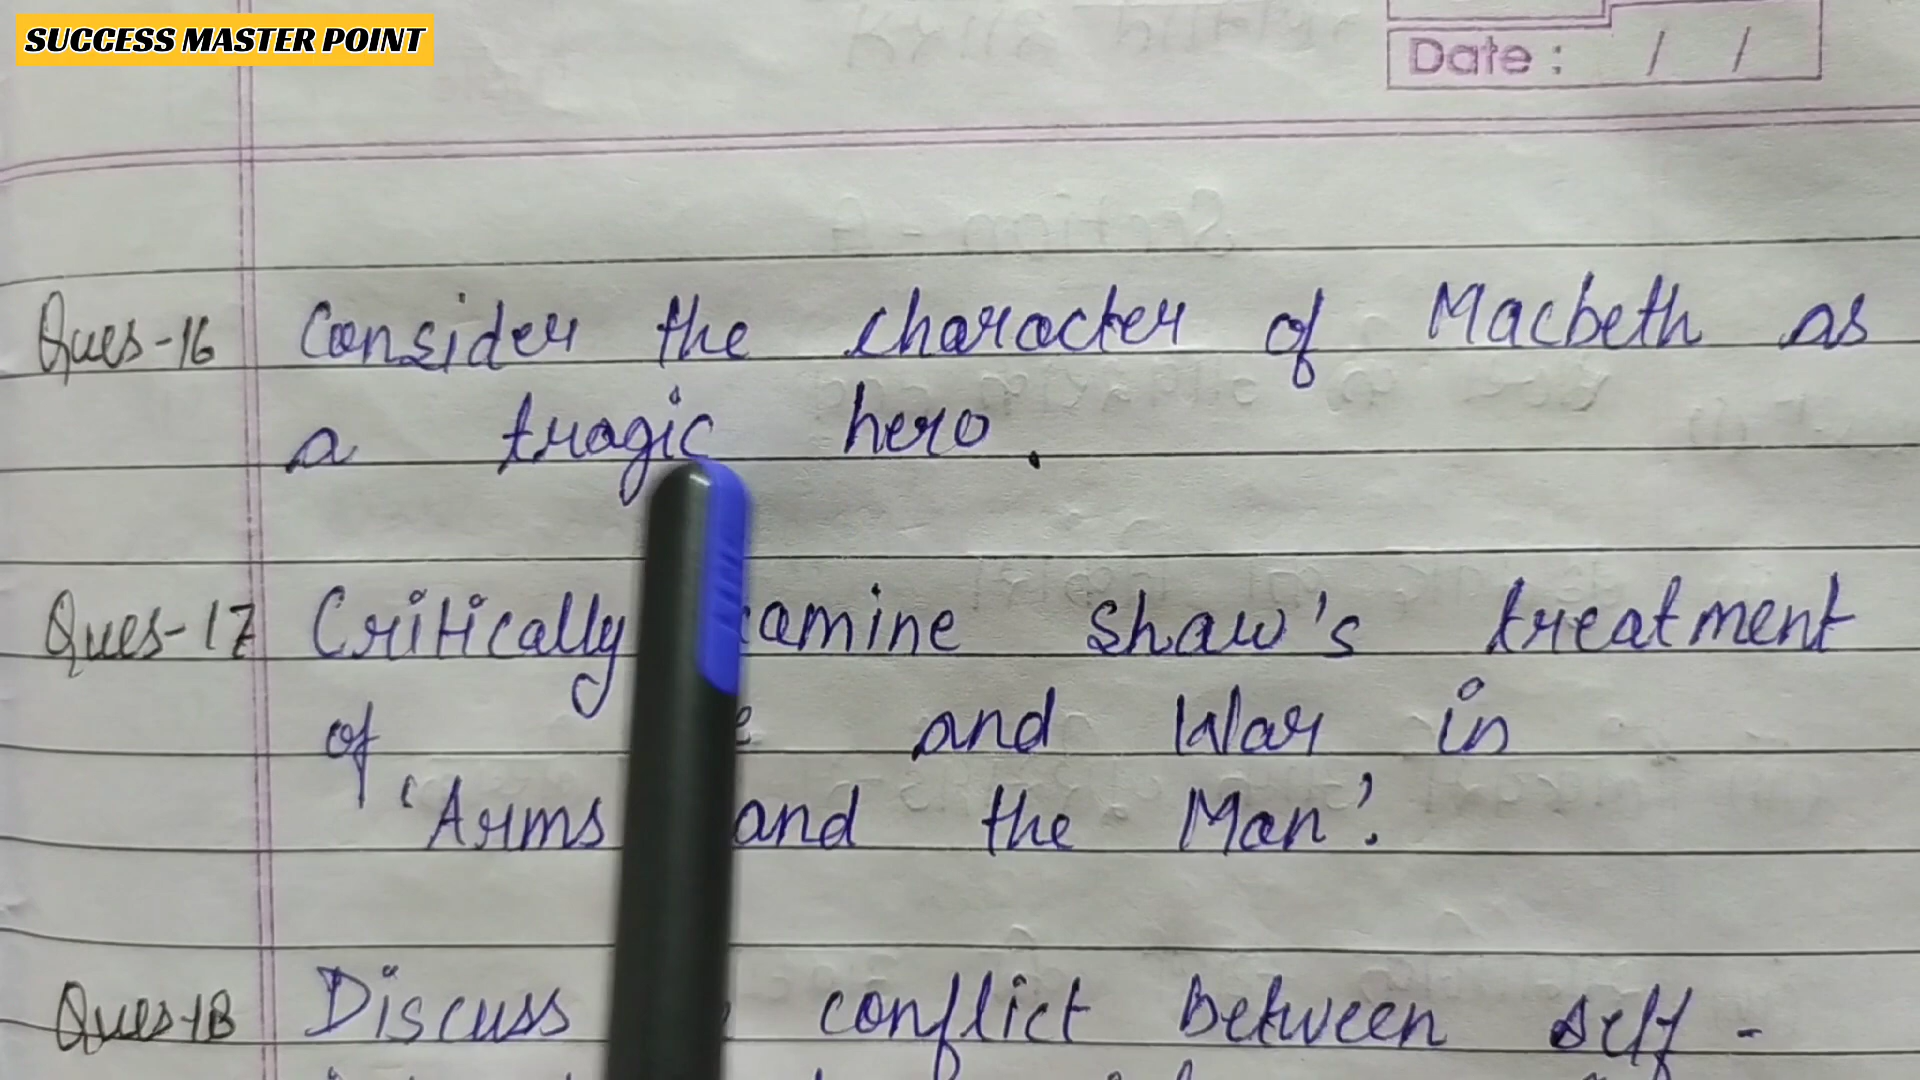 SUCCESS MASTER POINT
Date : / /
Ques-16 Consider the character of Macbeth as
a tragic hero.
Ques-17 Critically amine Shaw's treatment
of and War in
'Arms and the Man'.
Ques-18 Discuss conflict Between self-